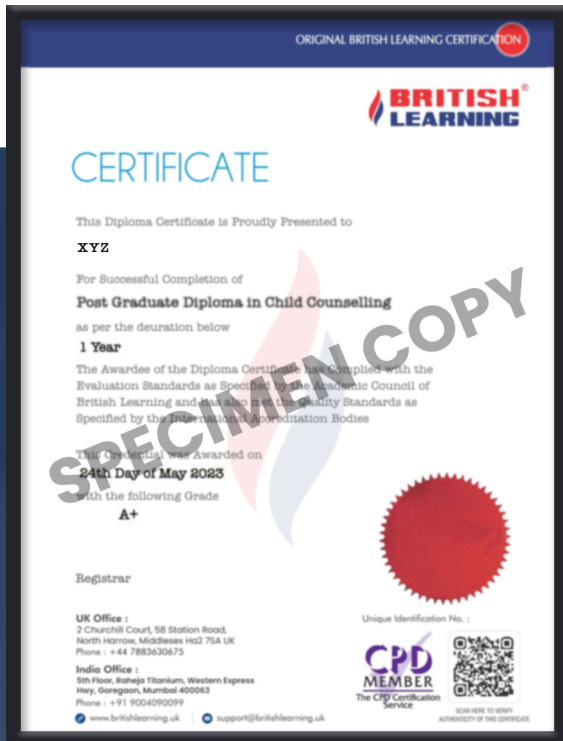 ORIGINAL BRITISH LEARNING CERTIFICATION
BRITISH®
LEARNING
CERTIFICATE
This Diploma Certificate is Proudly Presented to
XYZ
For Successful Completion of
Post Graduate Diploma in Child Counselling
as per the deuration below
1 Year
The Awardee of the Diploma Certificate has Complied with the
Evaluation Standards as Specified by the Academic Council of
British Learning and has also met the Quality Standards as
Specified by the International Accreditation Bodies
This Credential was Awarded on
24th Day of May 2023
with the following Grade
A+
SPECIMEN COPY
Registrar
UK Office :
2 Churchill Court, 58 Station Road,
North Harrow, Middlesex Ha2 7SA UK
Phone : +44 7883630675
India Office :
5th Floor, Raheja Titanium, Western Express
Hwy, Goregaon, Mumbai 400063
Phone : +91 9004090099
www.britishlearning.uk | support@britishlearning.uk
Unique Identification No. :
CPD
MEMBER
The CPD Certification
Service
SCAN HERE TO VERIFY
AUTHENTICITY OF THIS CERTIFICATE